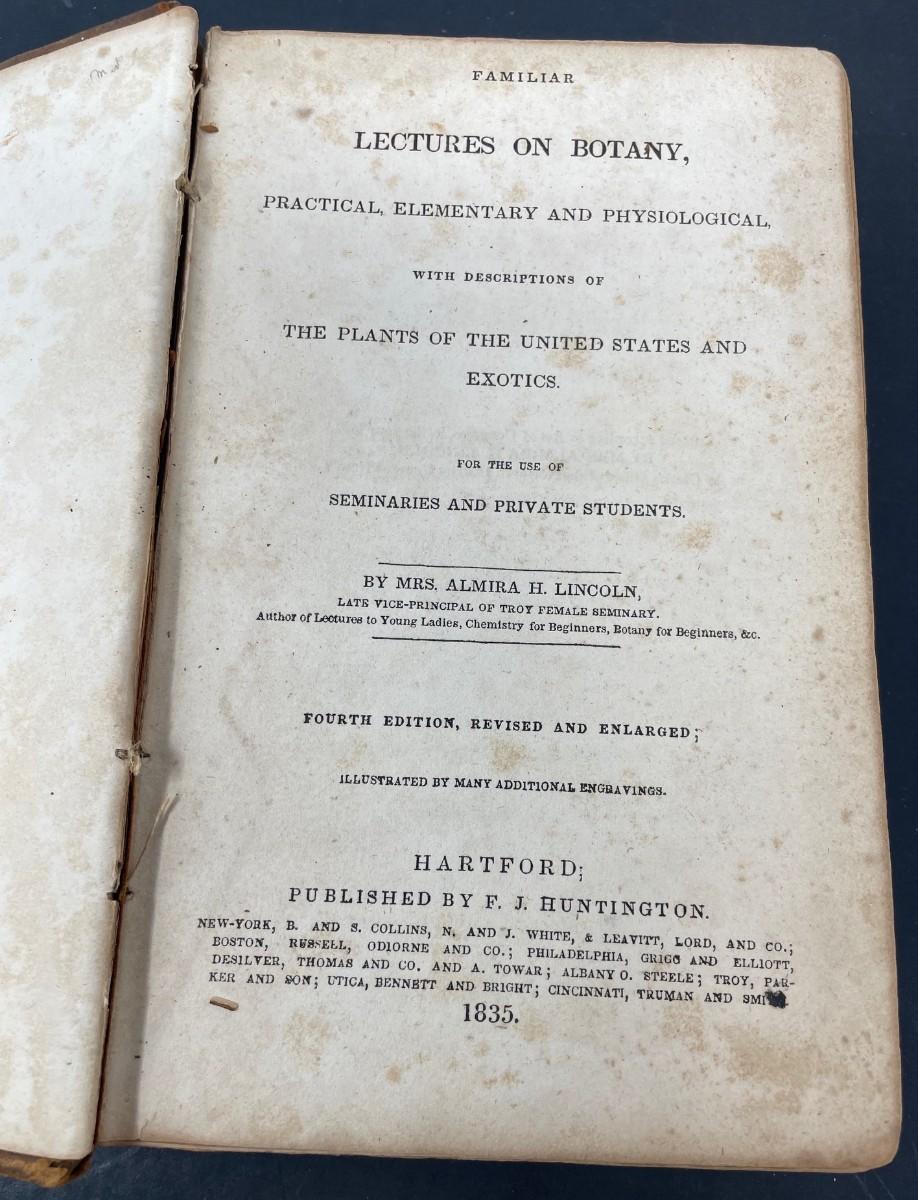 FAMILIAR
LECTURES ON BOTANY,
PRACTICAL, ELEMENTARY AND PHYSIOLOGICAL,
WITH DESCRIPTIONS OF
THE PLANTS OF THE UNITED STATES AND
EXOTICS.
FOR THE USE OF
SEMINARIES AND PRIVATE STUDENTS.
BY MRS. ALMIRA H. LINCOLN,
LATE VICE-PRINCIPAL OF TROY FEMALE SEMINARY.
Author of Lectures to Young Ladies, Chemistry for Beginners, Botany for Beginners, &c.
FOURTH EDITION, REVISED AND ENLARGED;
ILLUSTRATED BY MANY ADDITIONAL ENGRAVINGS.
HARTFORD;
PUBLISHED BY F. J. HUNTINGTON.
NEW-YORK, B. AND S. COLLINS, N. AND J. WHITE, & LEAVITT, LORD, AND CO.;
BOSTON, RUSSELL, ODIORNE AND CO.; PHILADELPHIA, GRIGG AND ELLIOTT,
DESILVER, THOMAS AND CO. AND A. TOWAR; ALBANY O. STEELE; TROY, PAR-
KER AND SON; UTICA, BENNETT AND BRIGHT; CINCINNATI, TRUMAN AND
1835.